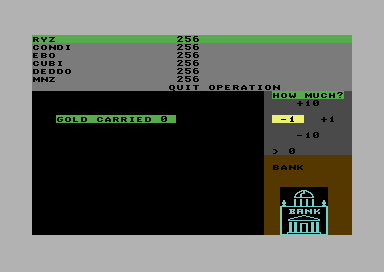 RYZ 256
CONDI 256
EBO 256
CUBI 256
DEDDO 256
MNZ 256
QUIT OPERATION
HOW MUCH?
+10
GOLD CARRIED 0
-1 +1
-10
> 0
BANK
BANK